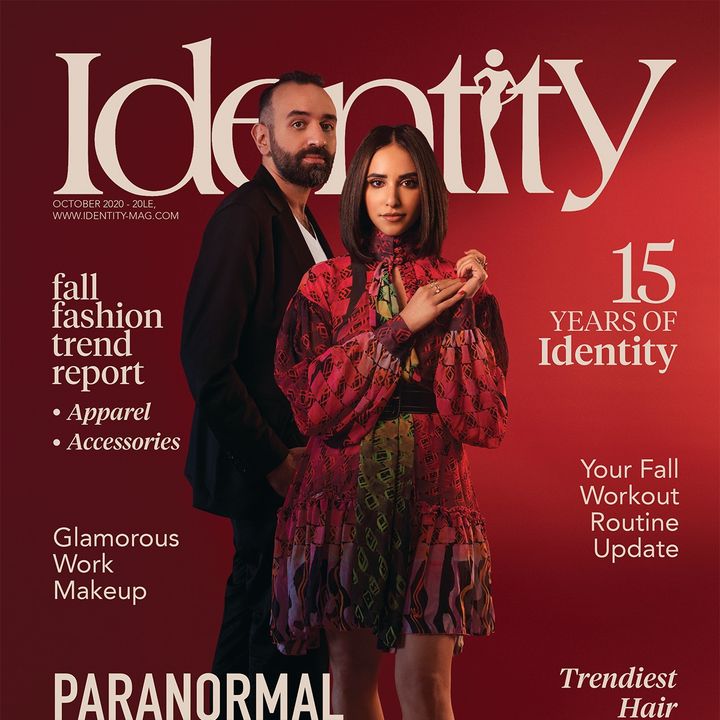 Identity
OCTOBER 2020 - 20LE,
WWW.IDENTITY-MAG.COM
fall
fashion
trend
report
• Apparel
• Accessories
Glamorous
Work
Makeup
PARANORMAL
15
YEARS OF
Identity
Your Fall
Workout
Routine
Update
Trendiest
Hair